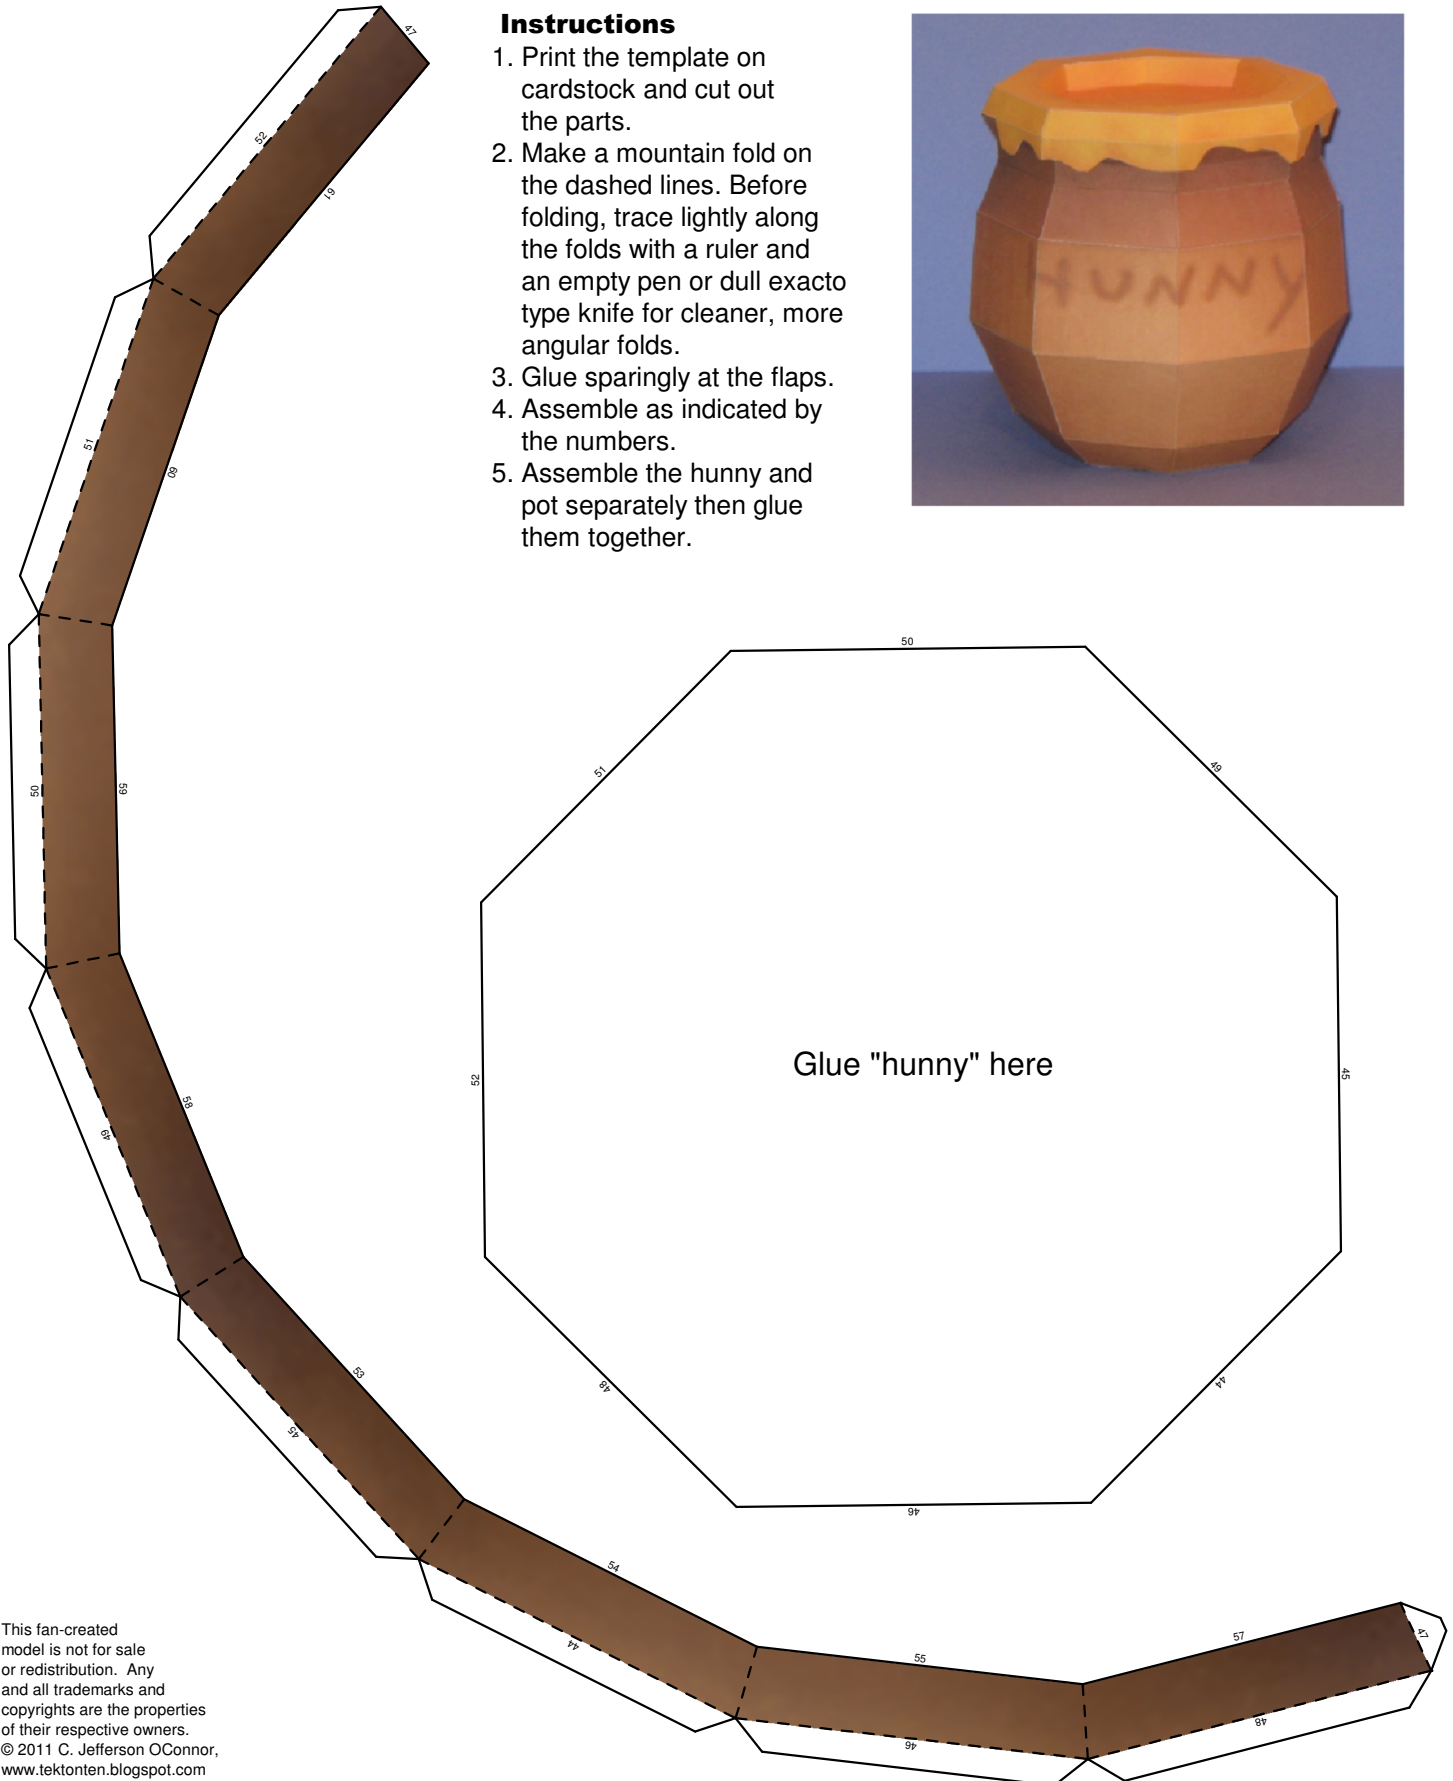 Instructions
1. Print the template on
cardstock and cut out
the parts.
2. Make a mountain fold on
the dashed lines. Before
folding, trace lightly along
the folds with a ruler and
an empty pen or dull exacto
type knife for cleaner, more
angular folds.
3. Glue sparingly at the flaps.
4. Assemble as indicated by
the numbers.
5. Assemble the hunny and
pot separately then glue
them together.
HUNNY
47
52
61
51
60
50
59
49
58
45
53
44
54
46
55
48
57
47
50
51
49
52
45
48
44
46
Glue "hunny" here
This fan-created
model is not for sale
or redistribution. Any
and all trademarks and
copyrights are the properties
of their respective owners.
© 2011 C. Jefferson OConnor,
www.tektonten.blogspot.com